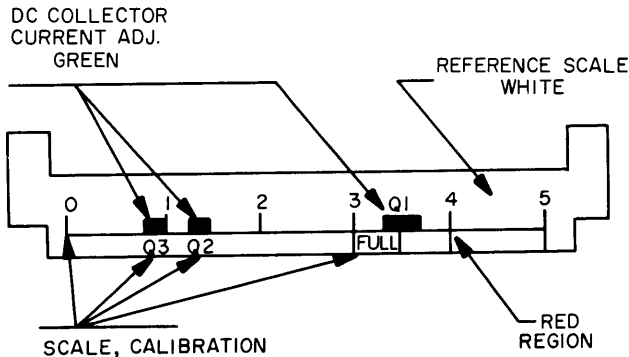 DC COLLECTOR
CURRENT ADJ.
GREEN
REFERENCE SCALE
WHITE
0 1 2 3 Q1 4 5
Q3 Q2 FULL
SCALE, CALIBRATION
RED
REGION